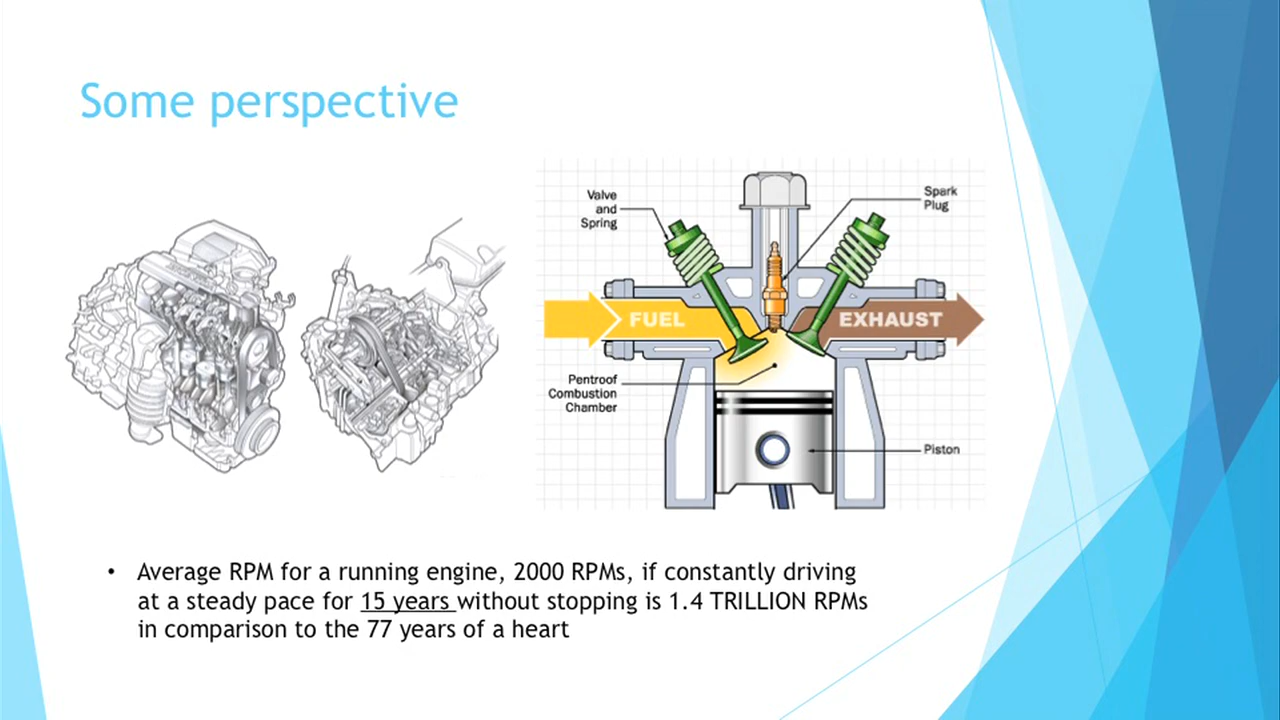 Some perspective
Valve
and
Spring
Spark
Plug
FUEL
EXHAUST
Pentroof
Combustion
Chamber
Piston
• Average RPM for a running engine, 2000 RPMs, if constantly driving
at a steady pace for 15 years without stopping is 1.4 TRILLION RPMs
in comparison to the 77 years of a heart